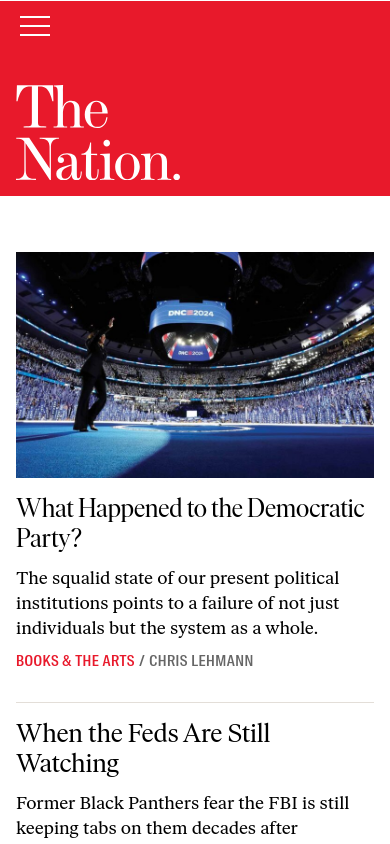 The
Nation.
DNC 2024
DNC 2024
What Happened to the Democratic
Party?
The squalid state of our present political
institutions points to a failure of not just
individuals but the system as a whole.
BOOKS & THE ARTS / CHRIS LEHMANN
When the Feds Are Still
Watching
Former Black Panthers fear the FBI is still
keeping tabs on them decades after